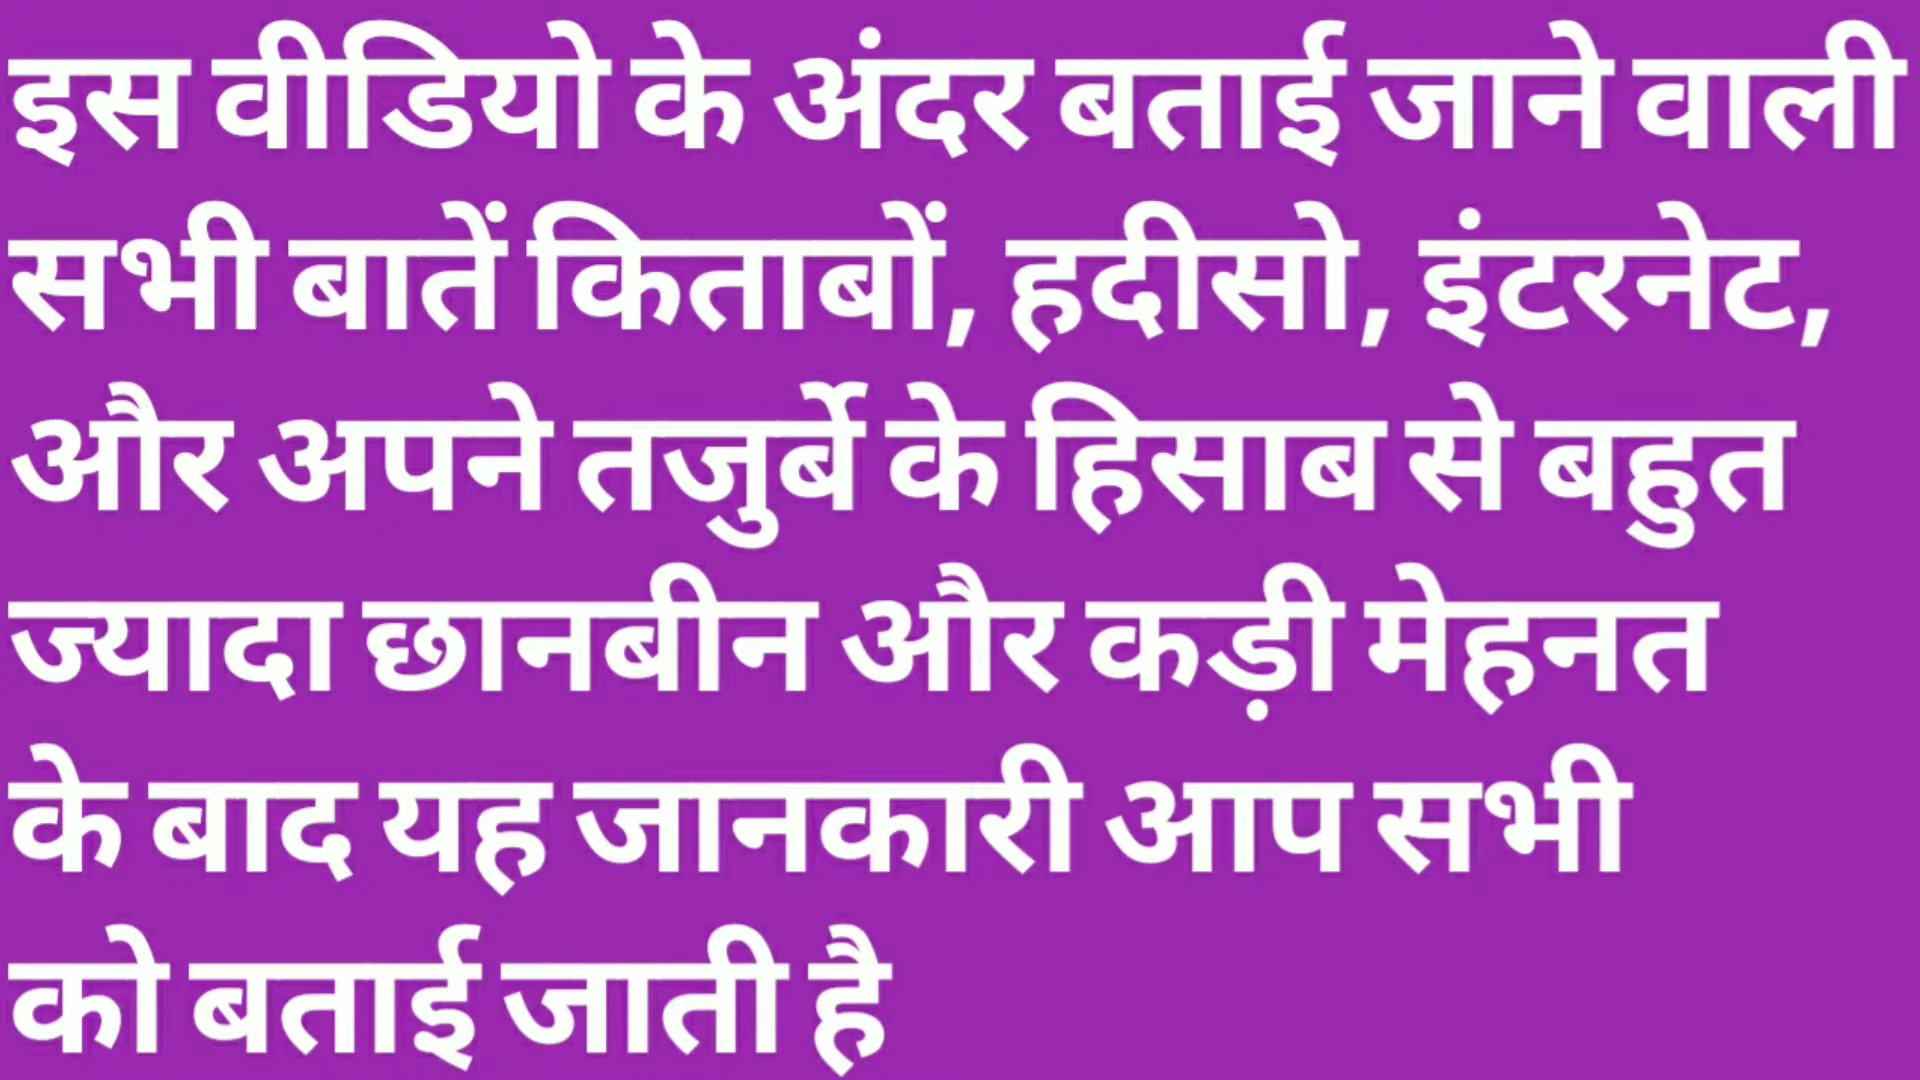 इस वीडियो के अंदर बताई जाने वाली
सभी बातें किताबों, हदीसो, इंटरनेट,
और अपने तजुर्बे के हिसाब से बहुत
ज्यादा छानबीन और कड़ी मेहनत
के बाद यह जानकारी आप सभी
को बताई जाती है